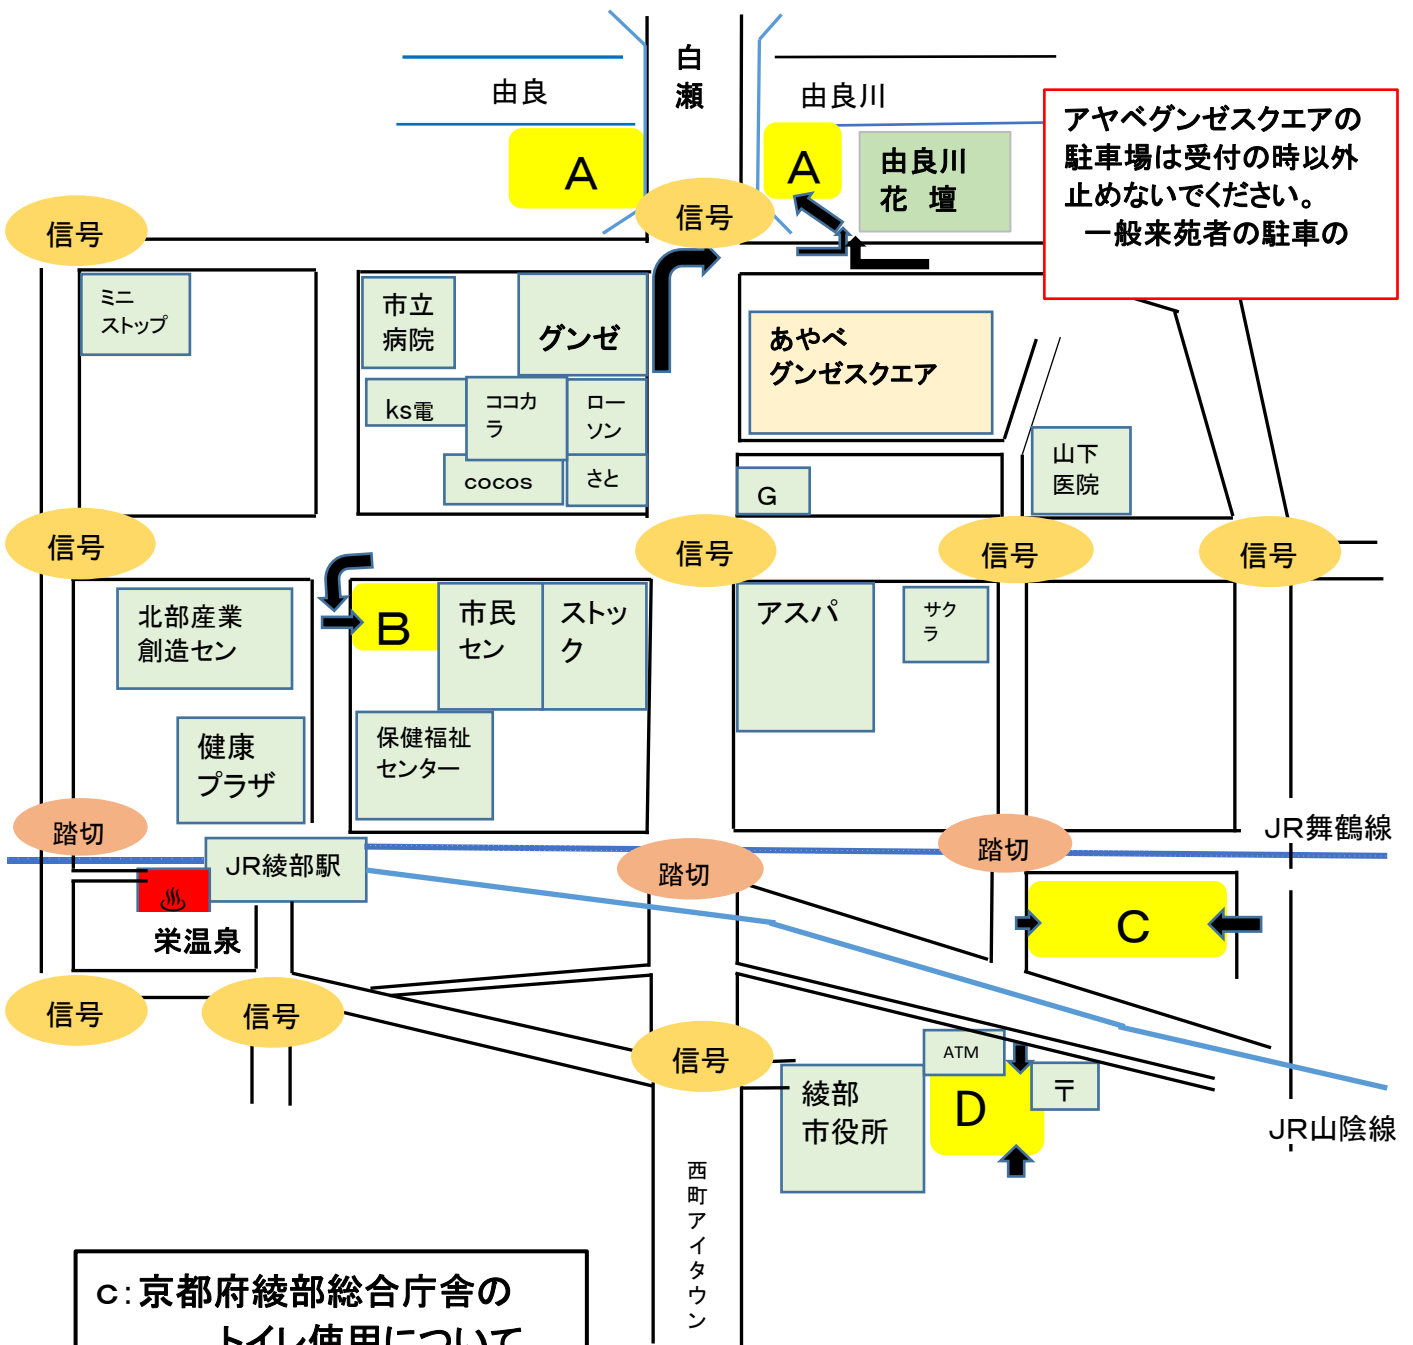 白
瀬
由良
由良川
アヤベグンゼスクエアの
駐車場は受付の時以外
止めないでください。
一般来苑者の駐車の
A
A
由良川
花 壇
信号
信号
ミニ
ストップ
市立
病院
グンゼ
あやべ
グンゼスクエア
ks電
ココカ
ラ
ロー
ソン
cocos
さと
G
山下
医院
信号
信号
信号
信号
北部産業
創造セン
B
市民
セン
ストッ
ク
アスパ
サク
ラ
健康
プラザ
保健福祉
センター
踏切
JR綾部駅
踏切
踏切
JR舞鶴線
♨
栄温泉
C
信号
信号
信号
ATM
〒
綾部
市役所
D
JR山陰線
西
町
ア
イ
タ
ウ
ン
c:京都府綾部総合庁舎の
トイレ使用について